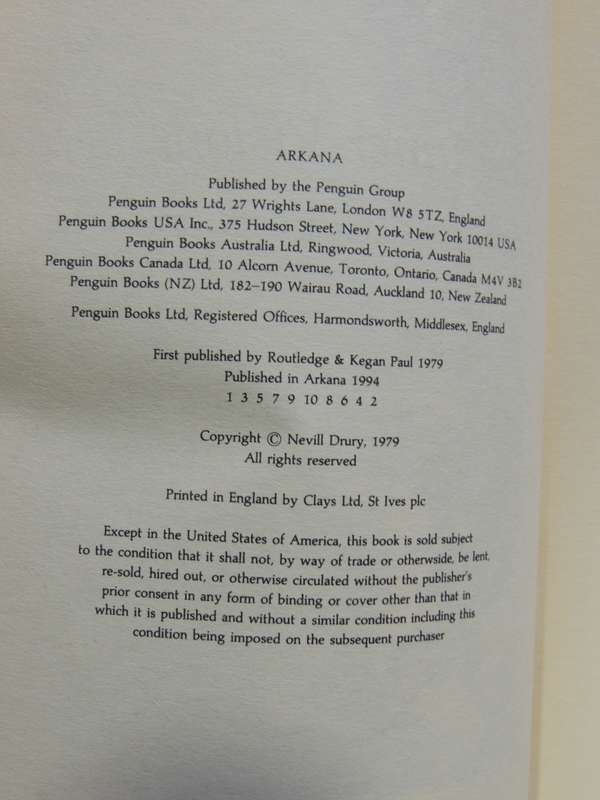 ARKANA
Published by the Penguin Group
Penguin Books Ltd, 27 Wrights Lane, London W8 5TZ, England
Penguin Books USA Inc., 375 Hudson Street, New York, New York 10014 USA
Penguin Books Australia Ltd, Ringwood, Victoria, Australia
Penguin Books Canada Ltd, 10 Alcorn Avenue, Toronto, Ontario, Canada M4V 3B2
Penguin Books (NZ) Ltd, 182–190 Wairau Road, Auckland 10, New Zealand
Penguin Books Ltd, Registered Offices, Harmondsworth, Middlesex, England
First published by Routledge & Kegan Paul 1979
Published in Arkana 1994
1 3 5 7 9 10 8 6 4 2
Copyright © Nevill Drury, 1979
All rights reserved
Printed in England by Clays Ltd, St Ives plc
Except in the United States of America, this book is sold subject
to the condition that it shall not, by way of trade or otherwside, be lent,
re-sold, hired out, or otherwise circulated without the publisher's
prior consent in any form of binding or cover other than that in
which it is published and without a similar condition including this
condition being imposed on the subsequent purchaser